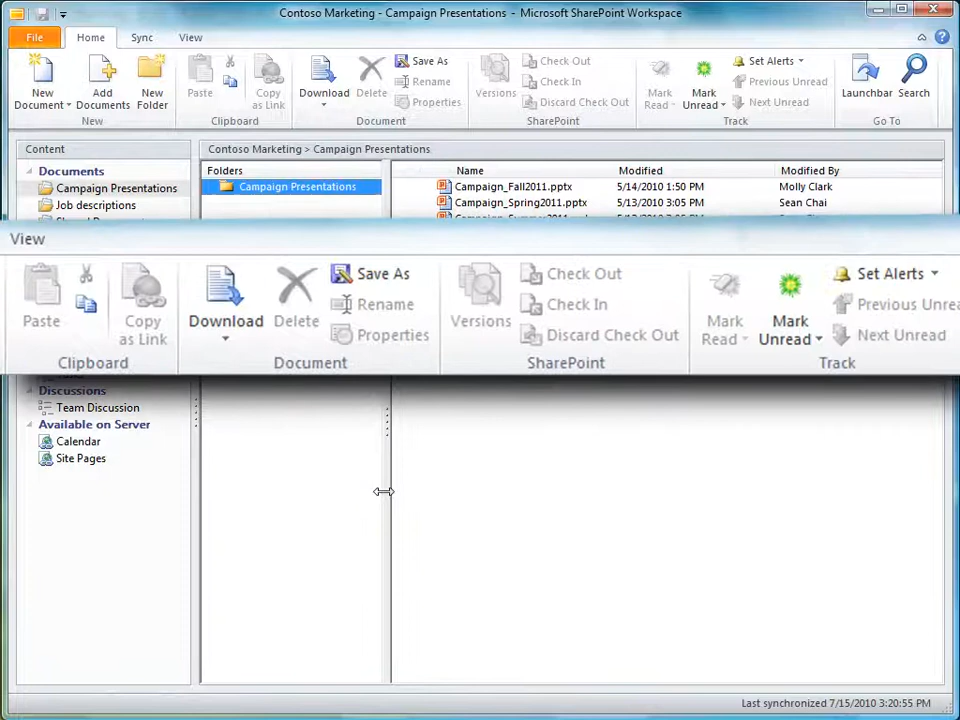 Contoso Marketing - Campaign Presentations - Microsoft SharePoint Workspace
File Home Sync View
New Document
Add Documents
New Folder
Paste
Copy as Link
Download
Delete
Save As
Rename
Properties
Versions
Check Out
Check In
Discard Check Out
Mark Read
Mark Unread
Set Alerts
Previous Unread
Next Unread
Launchbar
Search
New Clipboard Document SharePoint Track Go To
Content
Contoso Marketing > Campaign Presentations
Documents
Campaign Presentations
Job descriptions
Folders
Campaign Presentations
Name Modified Modified By
Campaign_Fall2011.pptx 5/14/2010 1:50 PM Molly Clark
Campaign_Spring2011.pptx 5/13/2010 3:05 PM Sean Chai
View
Paste
Copy as Link
Download
Delete
Save As
Rename
Properties
Versions
Check Out
Check In
Discard Check Out
Mark Read
Mark Unread
Set Alerts
Previous Unre
Next Unread
Clipboard Document SharePoint Track
Discussions
Team Discussion
Available on Server
Calendar
Site Pages
Last synchronized 7/15/2010 3:20:55 PM